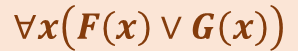 ∀x(F(x) ∨ G(x))